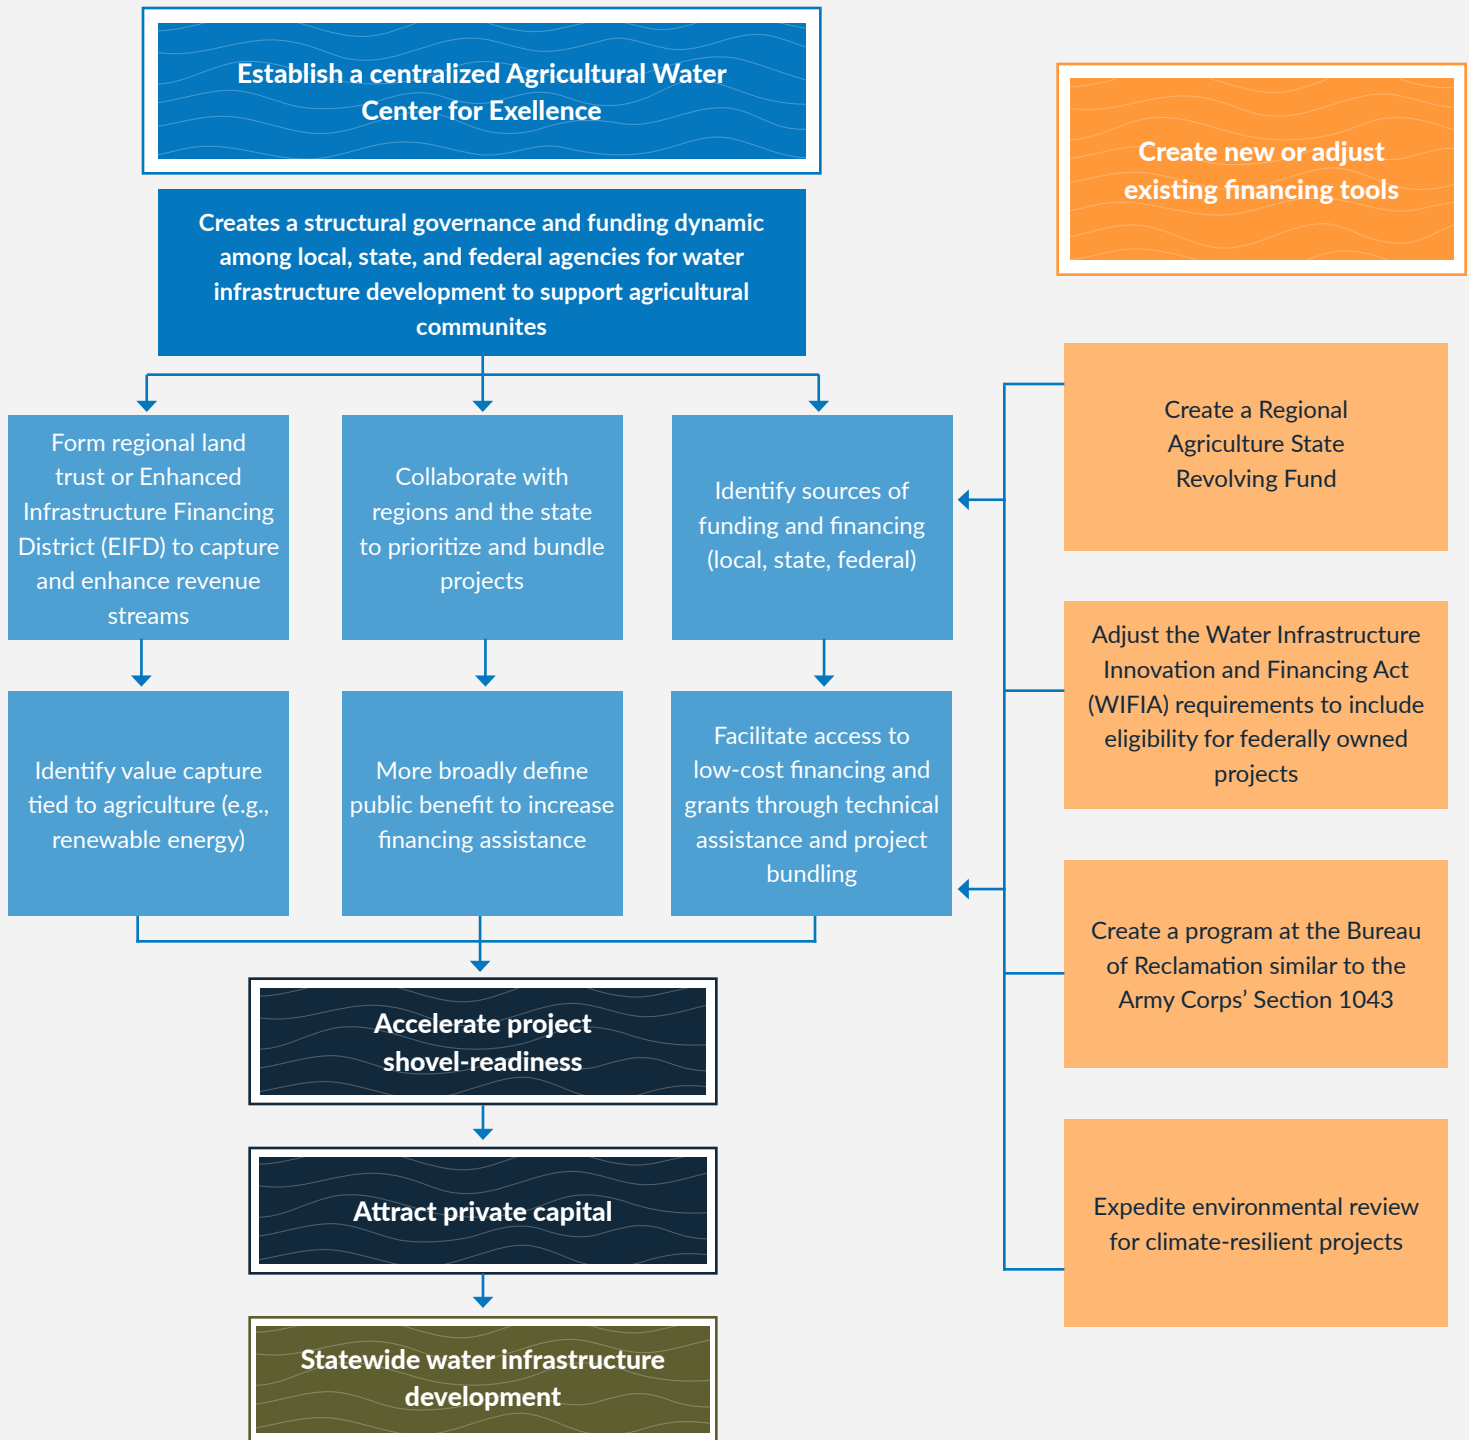 Establish a centralized Agricultural Water
Center for Exellence
Creates a structural governance and funding dynamic
among local, state, and federal agencies for water
infrastructure development to support agricultural
communites
Form regional land
trust or Enhanced
Infrastructure Financing
District (EIFD) to capture
and enhance revenue
streams
Collaborate with
regions and the state
to prioritize and bundle
projects
Identify sources of
funding and financing
(local, state, federal)
Identify value capture
tied to agriculture (e.g.,
renewable energy)
More broadly define
public benefit to increase
financing assistance
Facilitate access to
low-cost financing and
grants through technical
assistance and project
bundling
Accelerate project
shovel-readiness
Attract private capital
Statewide water infrastructure
development
Create new or adjust
existing financing tools
Create a Regional
Agriculture State
Revolving Fund
Adjust the Water Infrastructure
Innovation and Financing Act
(WIFIA) requirements to include
eligibility for federally owned
projects
Create a program at the Bureau
of Reclamation similar to the
Army Corps’ Section 1043
Expedite environmental review
for climate-resilient projects